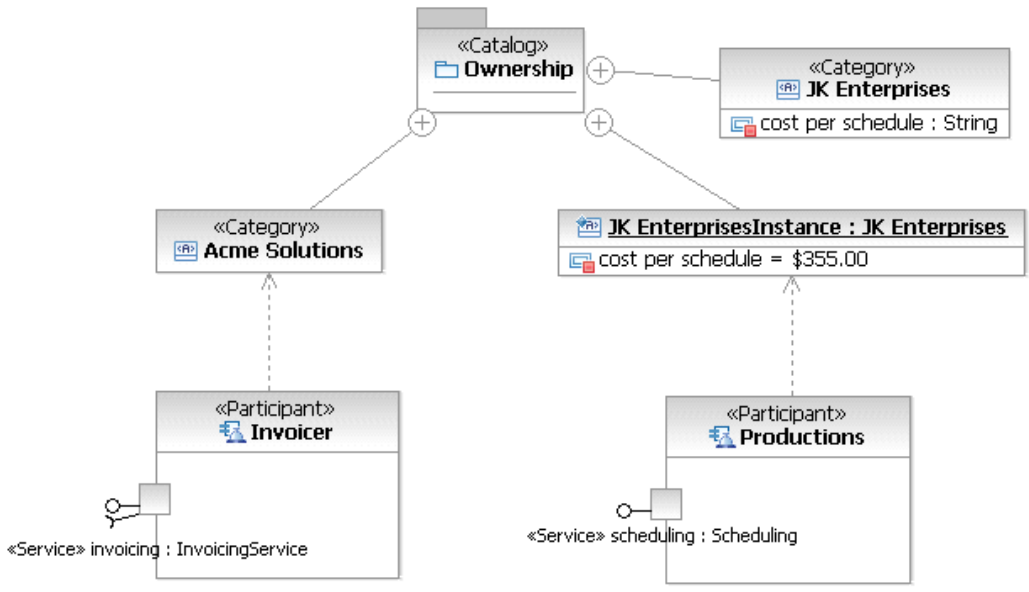 «Catalog»
Ownership
«Category»
JK Enterprises
cost per schedule : String
«Category»
Acme Solutions
JK EnterprisesInstance : JK Enterprises
cost per schedule = $355.00
«Participant»
Invoicer
«Service» invoicing : InvoicingService
«Participant»
Productions
«Service» scheduling : Scheduling